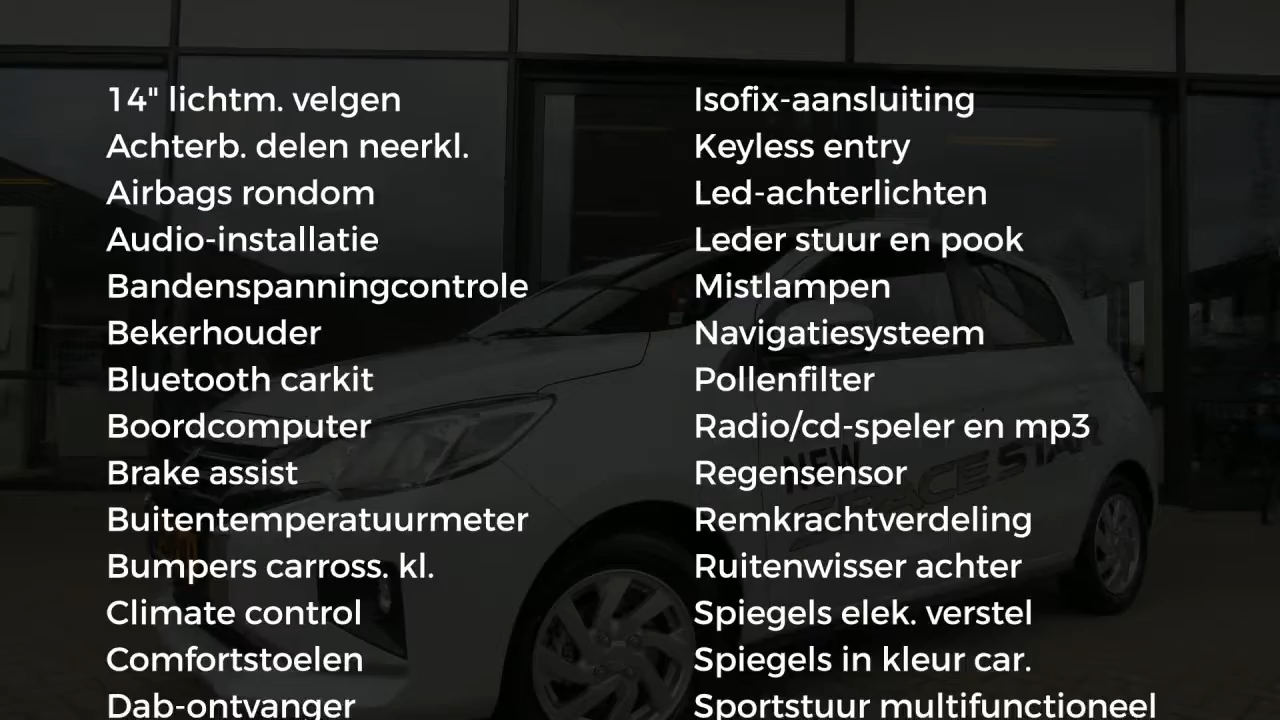 14" lichtm. velgen
Achterb. delen neerkl.
Airbags rondom
Audio-installatie
Bandenspanningcontrole
Bekerhouder
Bluetooth carkit
Boordcomputer
Brake assist
Buitentemperatuurmeter
Bumpers carross. kl.
Climate control
Comfortstoelen
Dab-ontvanger
Isofix-aansluiting
Keyless entry
Led-achterlichten
Leder stuur en pook
Mistlampen
Navigatiesysteem
Pollenfilter
Radio/cd-speler en mp3
Regensensor
Remkrachtverdeling
Ruitenwisser achter
Spiegels elek. verstel
Spiegels in kleur car.
Sportstuur multifunctioneel
NEW
SPACE STAR